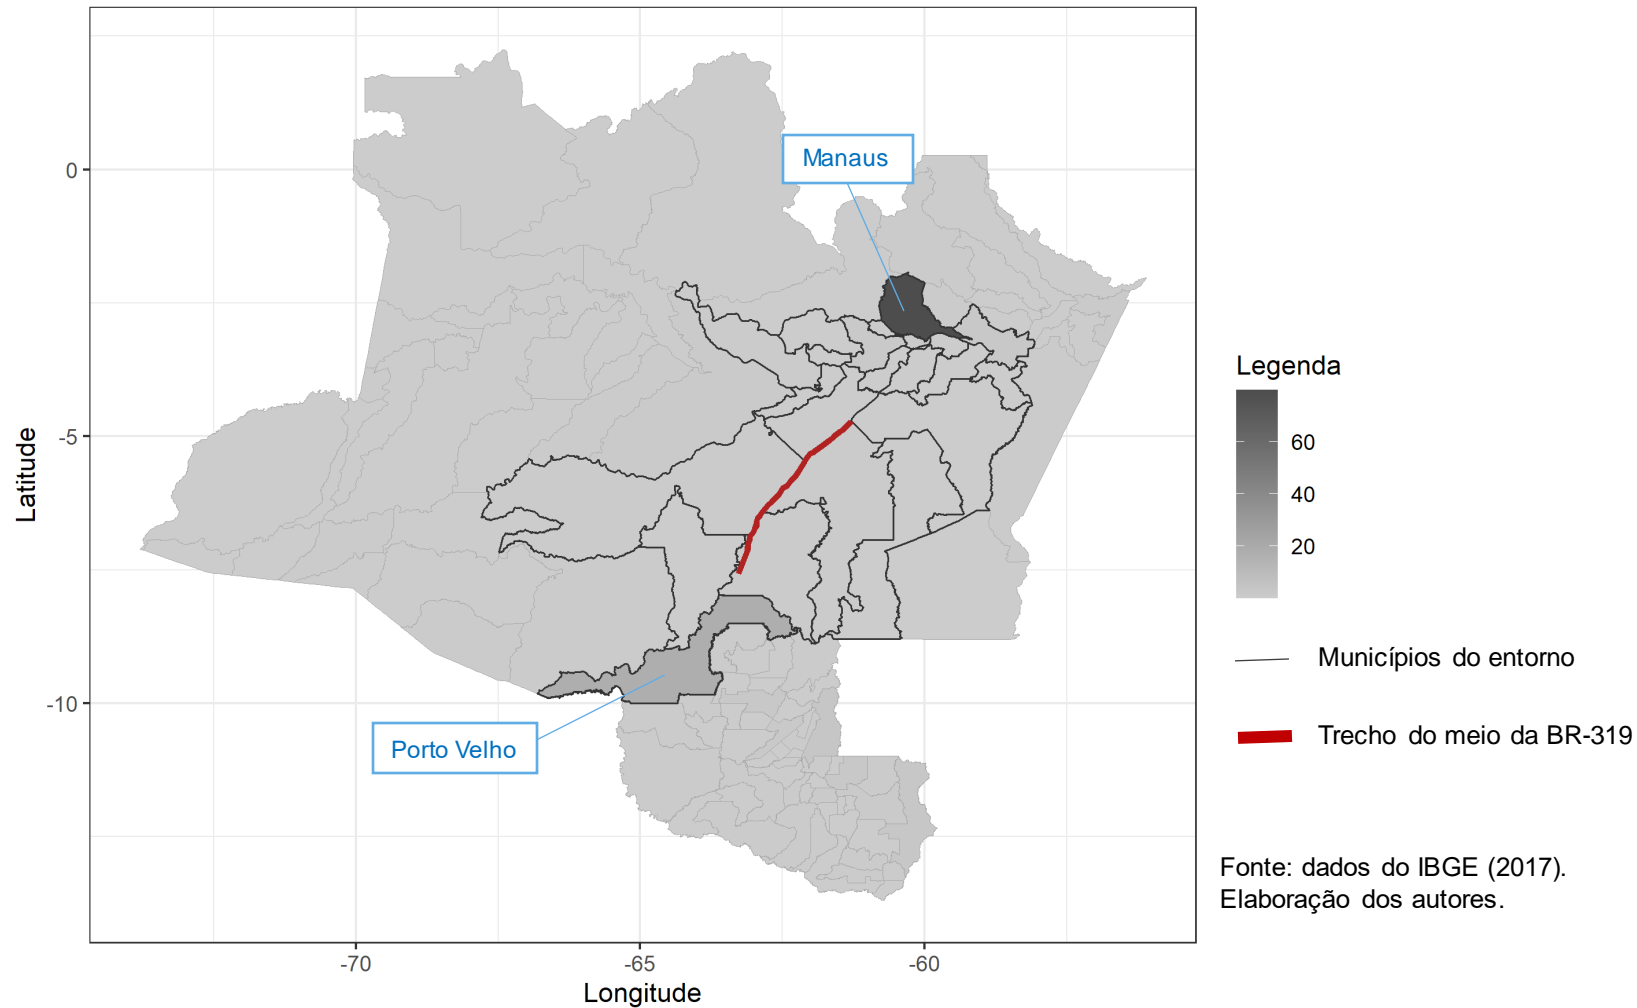 Manaus
0
-5
-10
Latitude
Porto Velho
-70
-65
-60
Longitude
Legenda
60
40
20
Municípios do entorno
Trecho do meio da BR-319
Fonte: dados do IBGE (2017).
Elaboração dos autores.